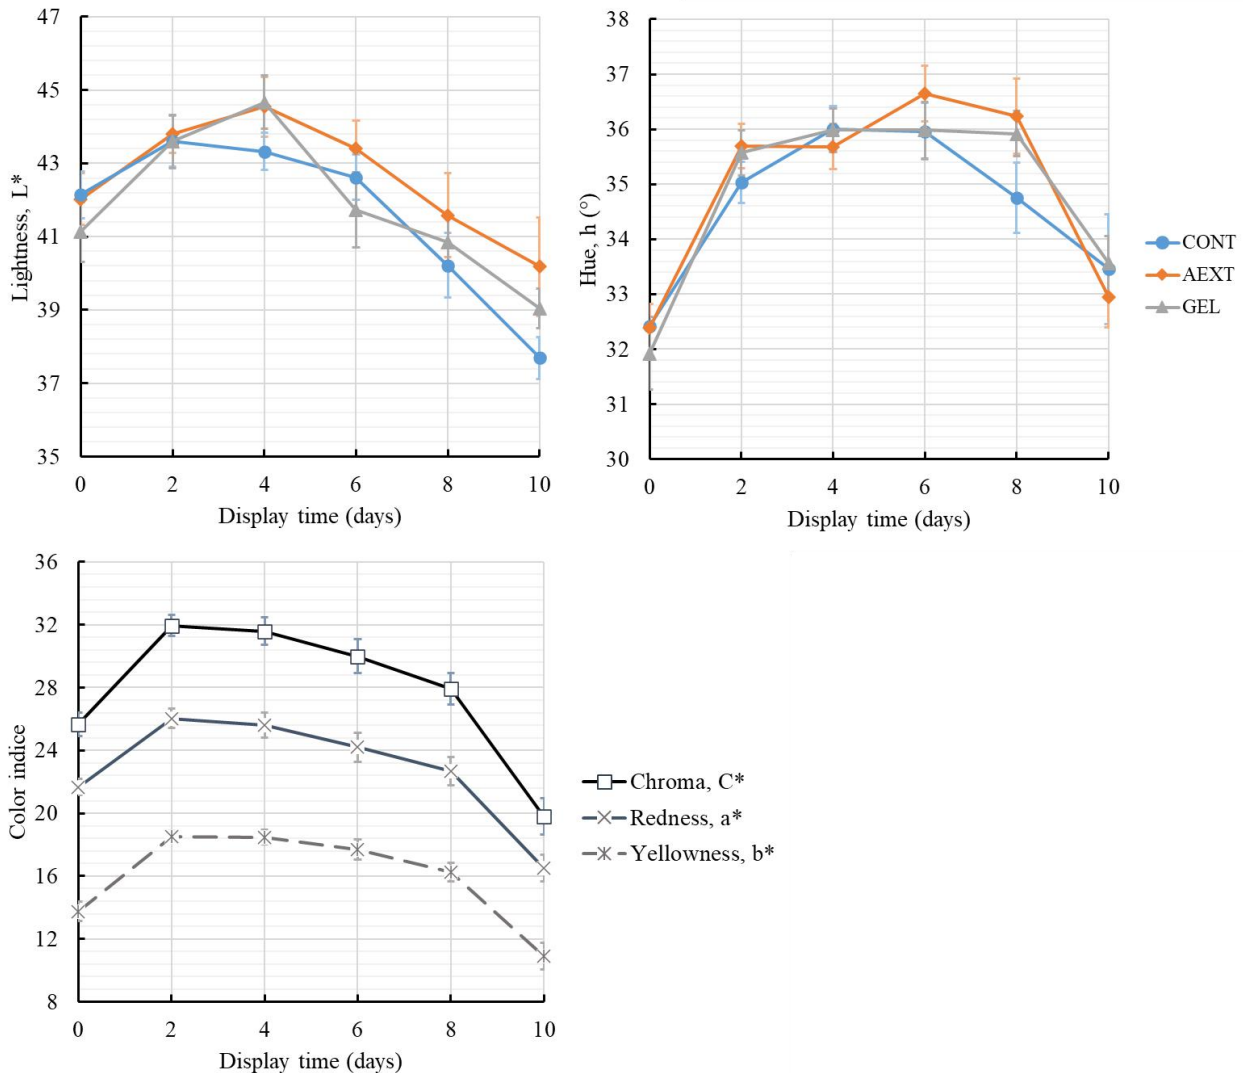 47
45
43
41
39
37
35
Lightness, L*
0 2 4 6 8 10
Display time (days)
38
37
36
35
34
33
32
31
30
Hue, h (°)
0 2 4 6 8 10
Display time (days)
CONT
AEXT
GEL
36
32
28
24
20
16
12
8
Color indice
0 2 4 6 8 10
Display time (days)
Chroma, C*
Redness, a*
Yellowness, b*